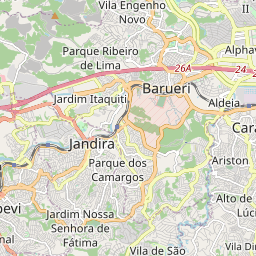 Vila Engenho
Novo
II
Parque Ribeiro
de Lima
Alphav
26A
24
Barueri
Jardim Itaquiti
Aldeia
Cara
Jandira
Parque dos
Camargos
Ariston
Alto de
Lúci
pevi
Jardim Nossa
Senhora de
Fátima
Vila Di
Vila de São